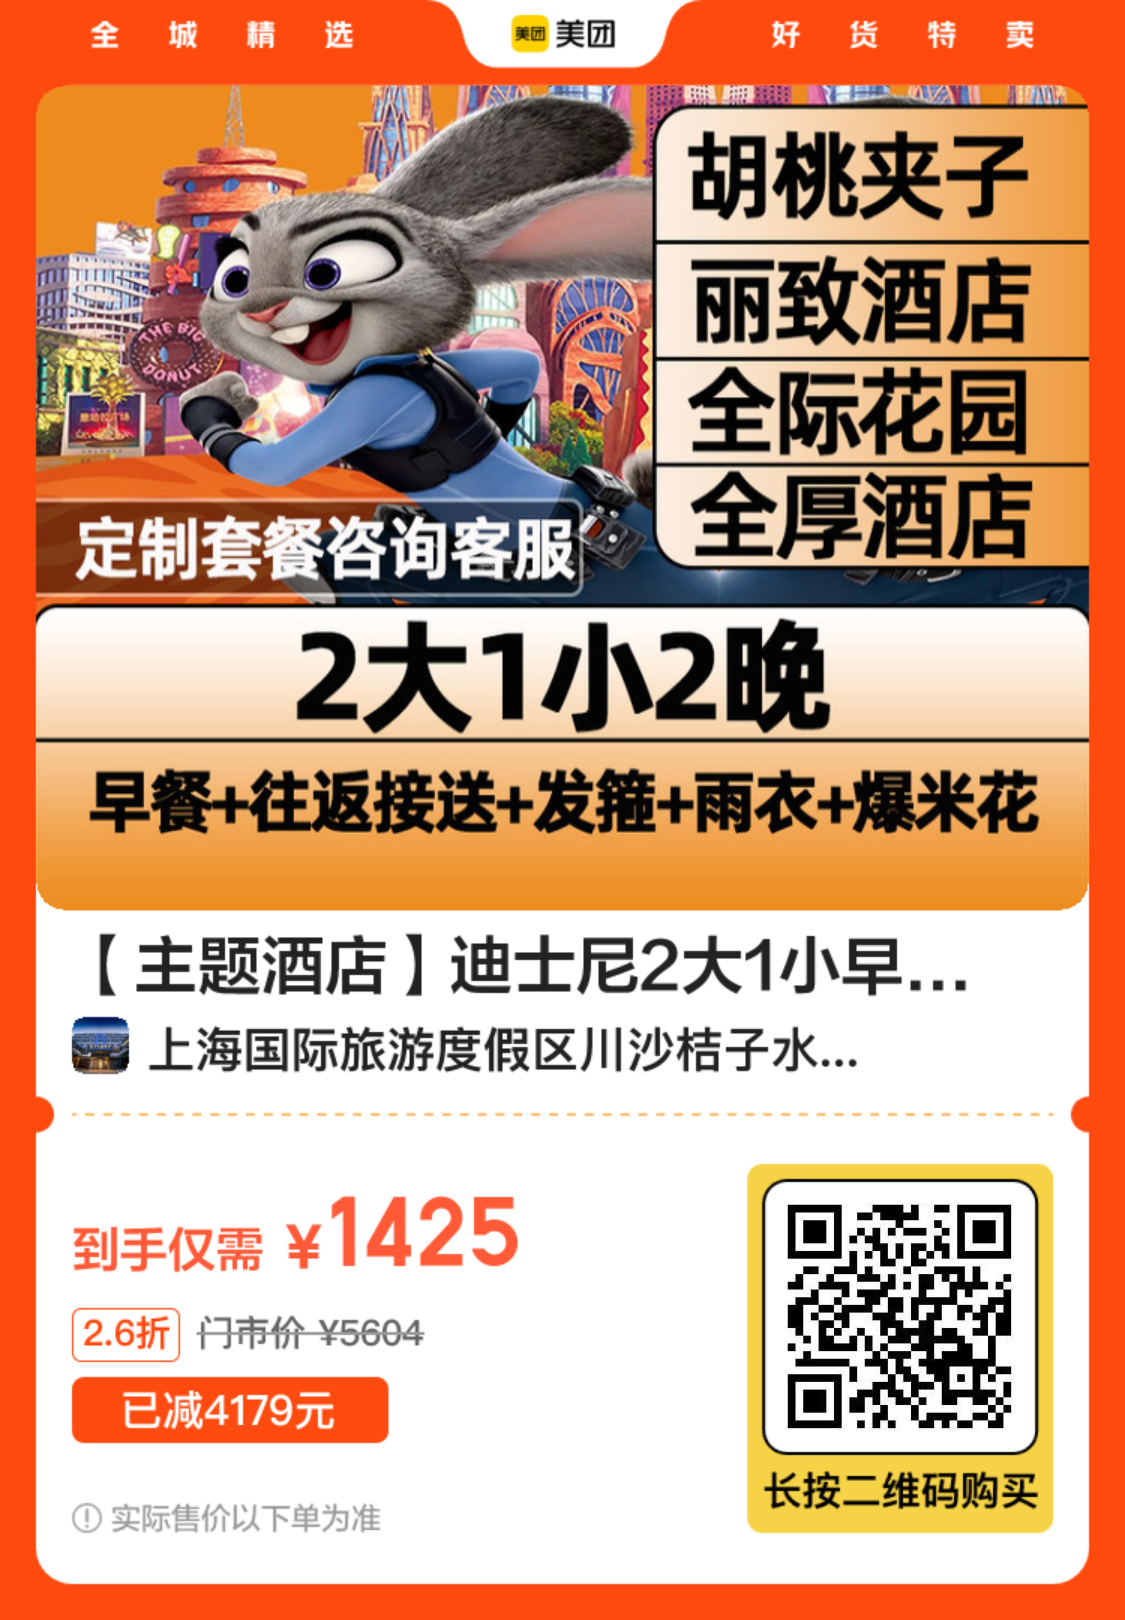 全城精选
美团 美团
好货特卖
胡桃夹子
丽致酒店
全际花园
全厚酒店
THE BIG
DONUT
定制套餐咨询客服
2大1小2晚
早餐+往返接送+发箍+雨衣+爆米花
【主题酒店】迪士尼2大1小早...
上海国际旅游度假区川沙桔子水...
到手仅需 ¥1425
2.6折 门市价 ¥5604
已减4179元
实际售价以下单为准
长按二维码购买